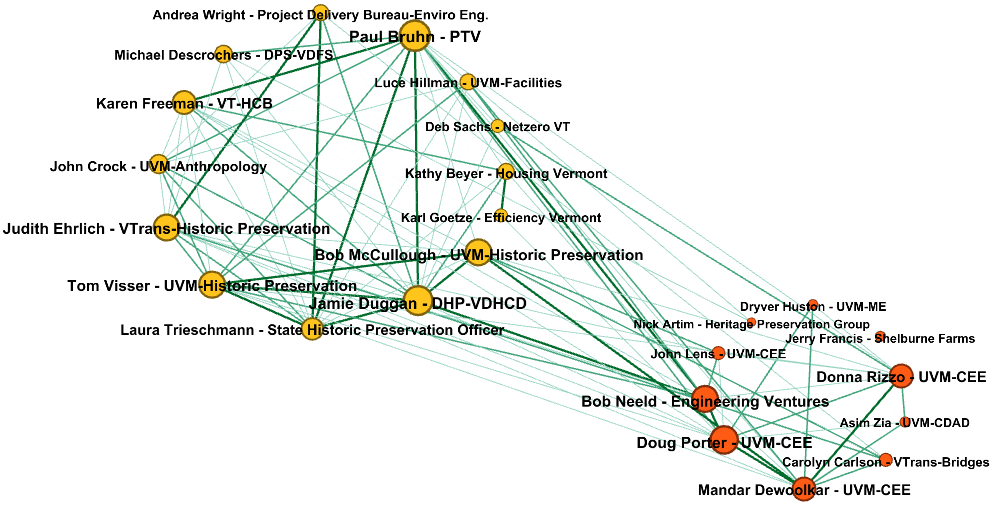 Andrea Wright - Project Delivery Bureau-Enviro Eng.
Paul Bruhn - PTV
Michael Descrochers - DPS-VDFS
Luce Hillman - UVM-Facilities
Karen Freeman - VT-HCB
Deb Sachs - Netzero VT
John Crock - UVM-Anthropology
Kathy Beyer - Housing Vermont
Karl Goetze - Efficiency Vermont
Judith Ehrlich - VTrans-Historic Preservation
Bob McCullough - UVM-Historic Preservation
Tom Visser - UVM-Historic Preservation
Jamie Duggan - DHP-VDHCD
Laura Trieschmann - State Historic Preservation Officer
Dryver Huston - UVM-ME
Nick Artim - Heritage Preservation Group
Jerry Francis - Shelburne Farms
John Lens - UVM-CEE
Donna Rizzo - UVM-CEE
Bob Neeld - Engineering Ventures
Asim Zia - UVM-CDAD
Doug Porter - UVM-CEE
Carolyn Carlson - VTrans-Bridges
Mandar Dewoolkar - UVM-CEE